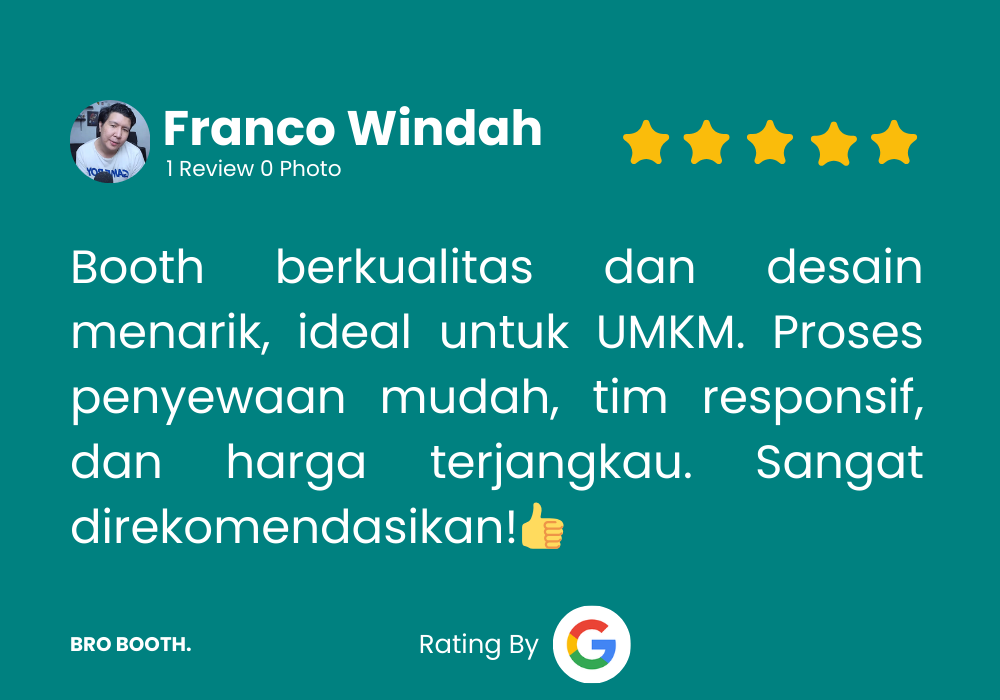 Franco Windah
1 Review 0 Photo
Booth berkualitas dan desain
menarik, ideal untuk UMKM. Proses
penyewaan mudah, tim responsif,
dan harga terjangkau. Sangat
direkomendasikan!👍
BRO BOOTH.
Rating By
G